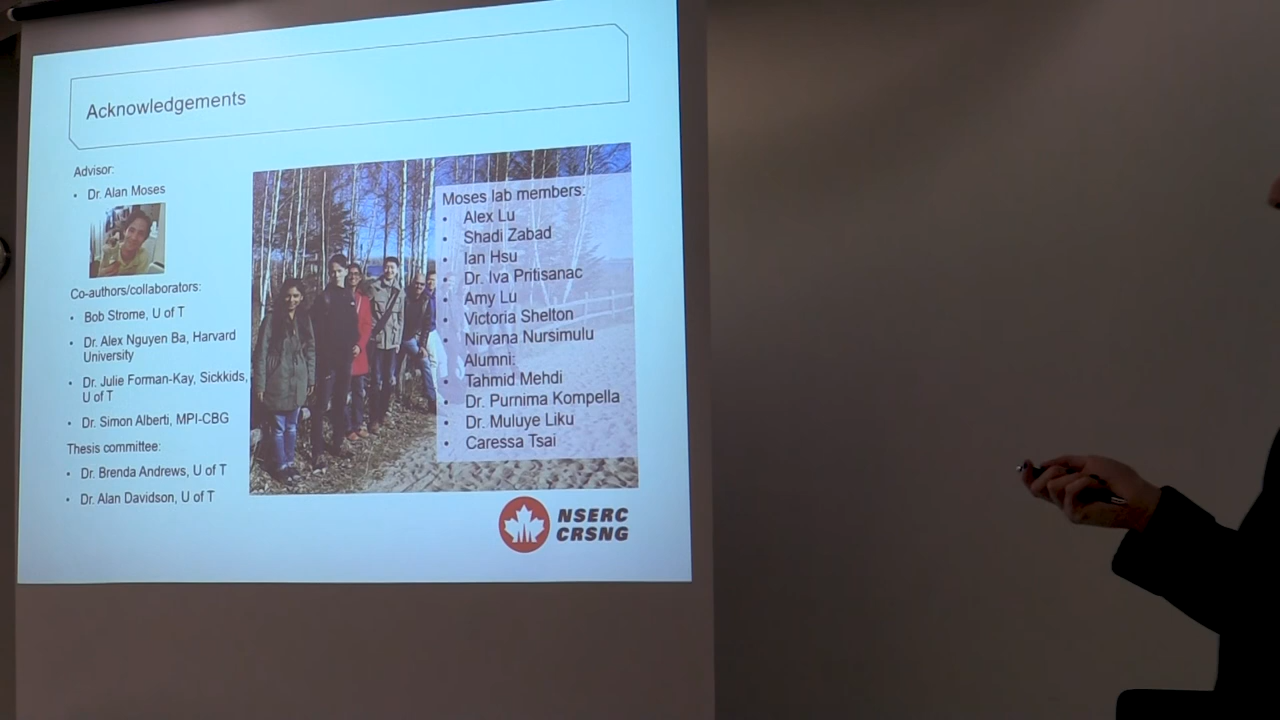 Acknowledgements
Advisor:
• Dr. Alan Moses
Co-authors/collaborators:
• Bob Strome, U of T
• Dr. Alex Nguyen Ba, Harvard
University
• Dr. Julie Forman-Kay, Sickkids,
U of T
• Dr. Simon Alberti, MPI-CBG
Thesis committee:
• Dr. Brenda Andrews, U of T
• Dr. Alan Davidson, U of T
Moses lab members:
• Alex Lu
• Shadi Zabad
• Ian Hsu
• Dr. Iva Pritisanac
• Amy Lu
• Victoria Shelton
• Nirvana Nursimulu
Alumni:
• Tahmid Mehdi
• Dr. Purnima Kompella
• Dr. Muluye Liku
• Caressa Tsai
NSERC
CRSNG